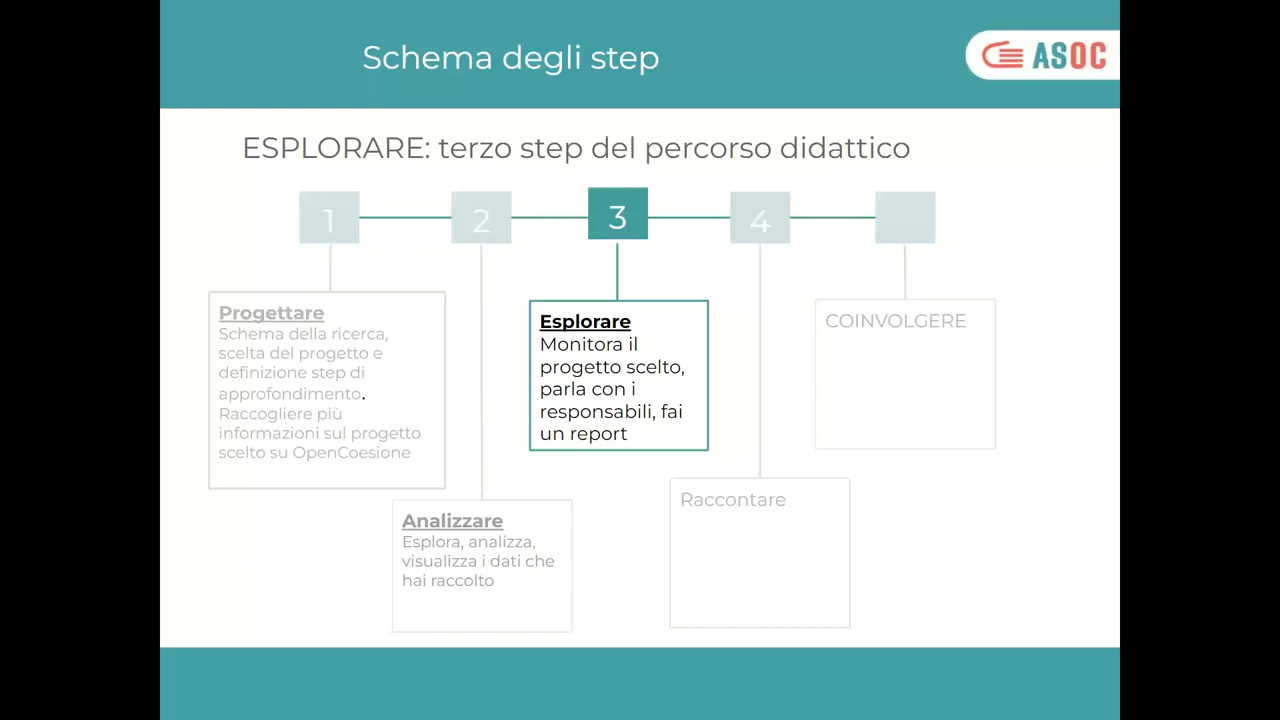 Schema degli step
ASOC
ESPLORARE: terzo step del percorso didattico
1
2
3
4
Progettare
Schema della ricerca,
scelta del progetto e
definizione step di
approfondimento.
Raccogliere più
informazioni sul progetto
scelto su OpenCoesione
Analizzare
Esplora, analizza,
visualizza i dati che
hai raccolto
Esplorare
Monitora il
progetto scelto,
parla con i
responsabili, fai
un report
Raccontare
COINVOLGERE